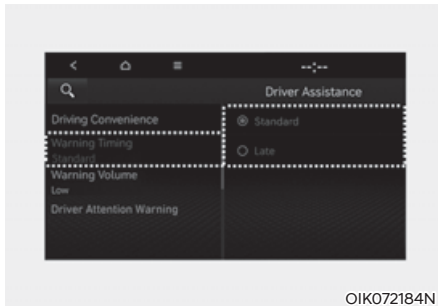 --:--
Driver Assistance
Driving Convenience
Warning Timing
Standard
Warning Volume
Low
Driver Attention Warning
Standard
Late
OIK072184N